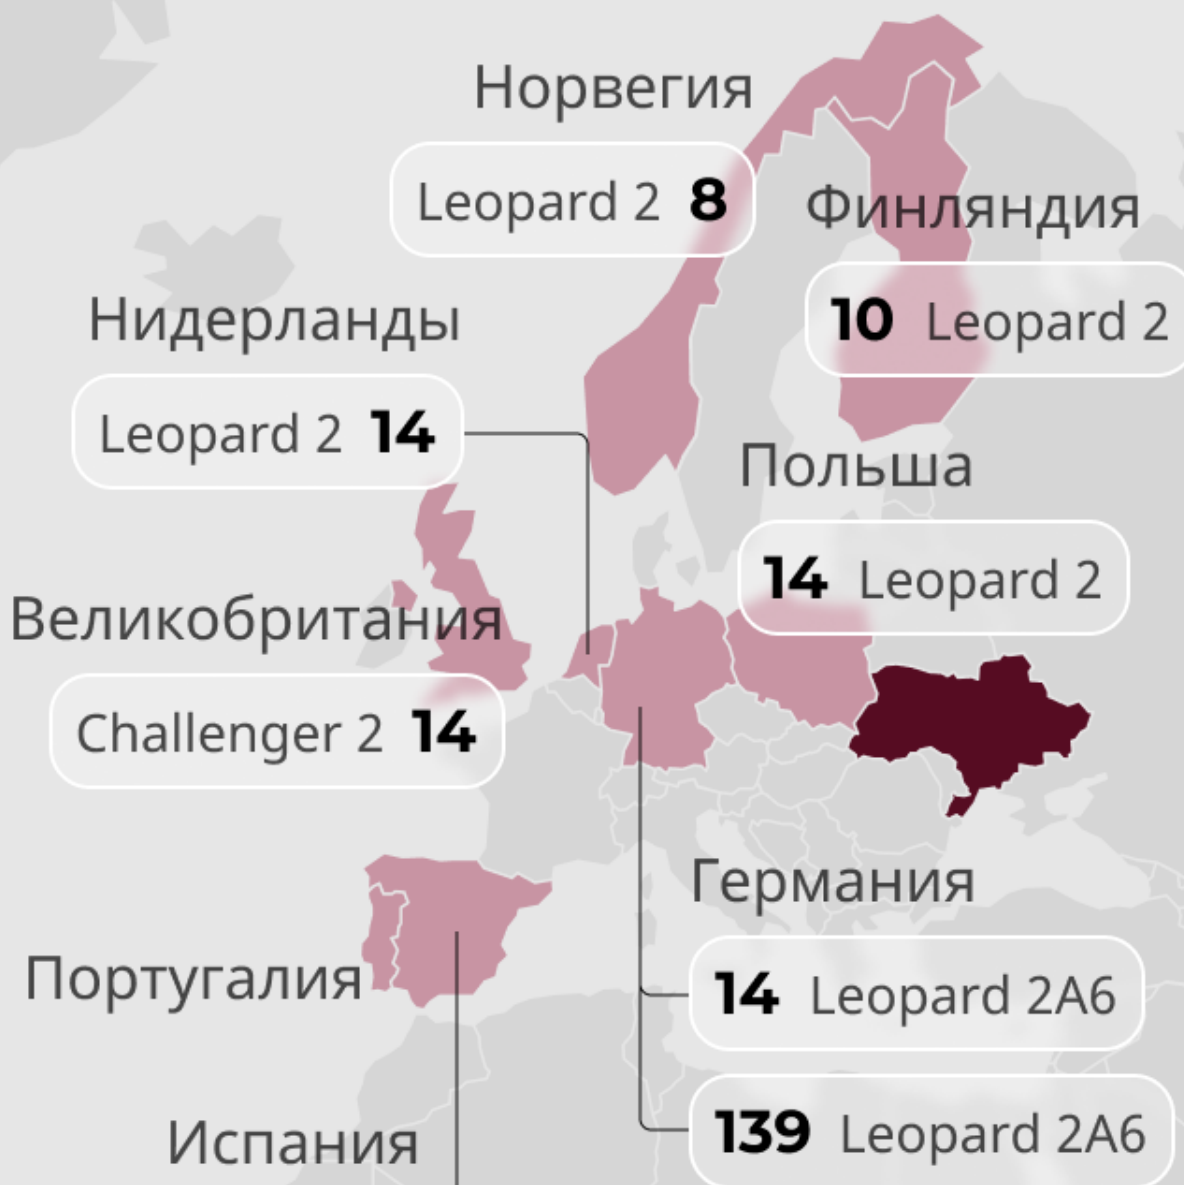 Норвегия
Leopard 2 8
Финляндия
10 Leopard 2
Нидерланды
Leopard 2 14
Польша
14 Leopard 2
Великобритания
Challenger 2 14
Германия
14 Leopard 2A6
139 Leopard 2A6
Португалия
Испания